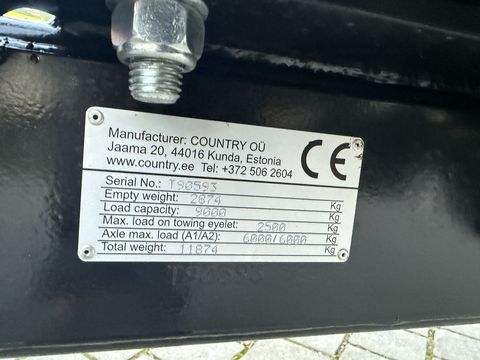 Manufacturer: COUNTRY OÜ
Jaama 20, 44016 Kunda, Estonia
www.country.ee Tel: +372 506 2604
CE
Serial No.: T90593
Empty weight: 2874 Kg
Load capacity: 9000 Kg
Max. load on towing eyelet: 2500 Kg
Axle max. load (A1/A2): 6000/6000 Kg
Total weight: 11874 Kg